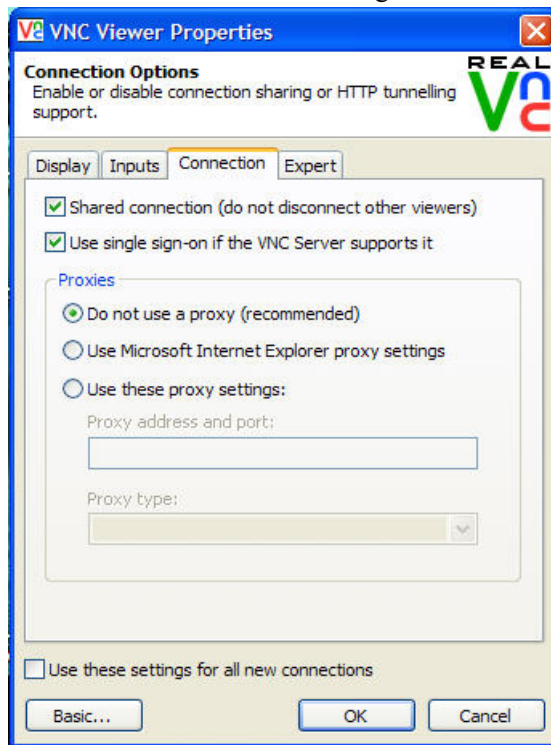 VNC Viewer Properties
Connection Options
Enable or disable connection sharing or HTTP tunnelling
support.
REAL
VNC
Display Inputs Connection Expert
Shared connection (do not disconnect other viewers)
Use single sign-on if the VNC Server supports it
Proxies
Do not use a proxy (recommended)
Use Microsoft Internet Explorer proxy settings
Use these proxy settings:
Proxy address and port:
Proxy type:
Use these settings for all new connections
Basic... OK Cancel